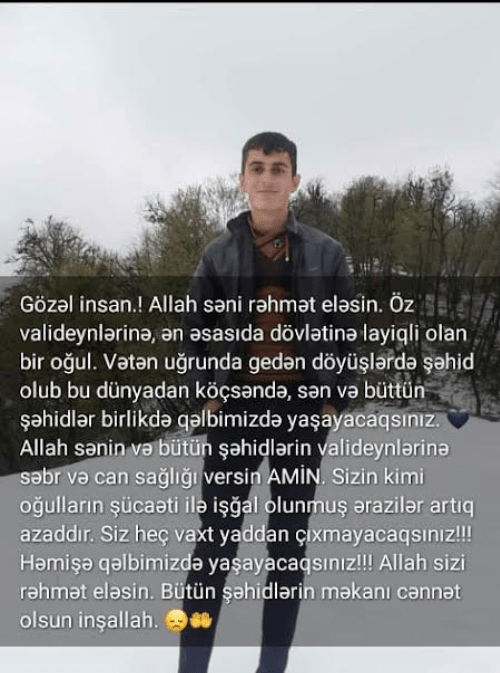 Gözəl insan.! Allah səni rəhmət eləsin. Öz
valideynlərinə, ən əsasıda dövlətinə layiqli olan
bir oğul. Vətən uğrunda gedən döyüşlərdə şəhid
olub bu dünyadan köçsəndə, sən və büttün
şəhidlər birlikdə qəlbimizdə yaşayacaqsınız. 💙
Allah sənin və bütün şəhidlərin valideynlərinə
səbr və can sağlığı versin AMİN. Sizin kimi
oğulların şücaəti ilə işğal olunmuş ərazilər artıq
azaddır. Siz heç vaxt yaddan çıxmayacaqsınız!!!
Həmişə qəlbimizdə yaşayacaqsınız!!! Allah sizi
rəhmət eləsin. Bütün şəhidlərin məkanı cənnət
olsun inşallah. 😞🤲